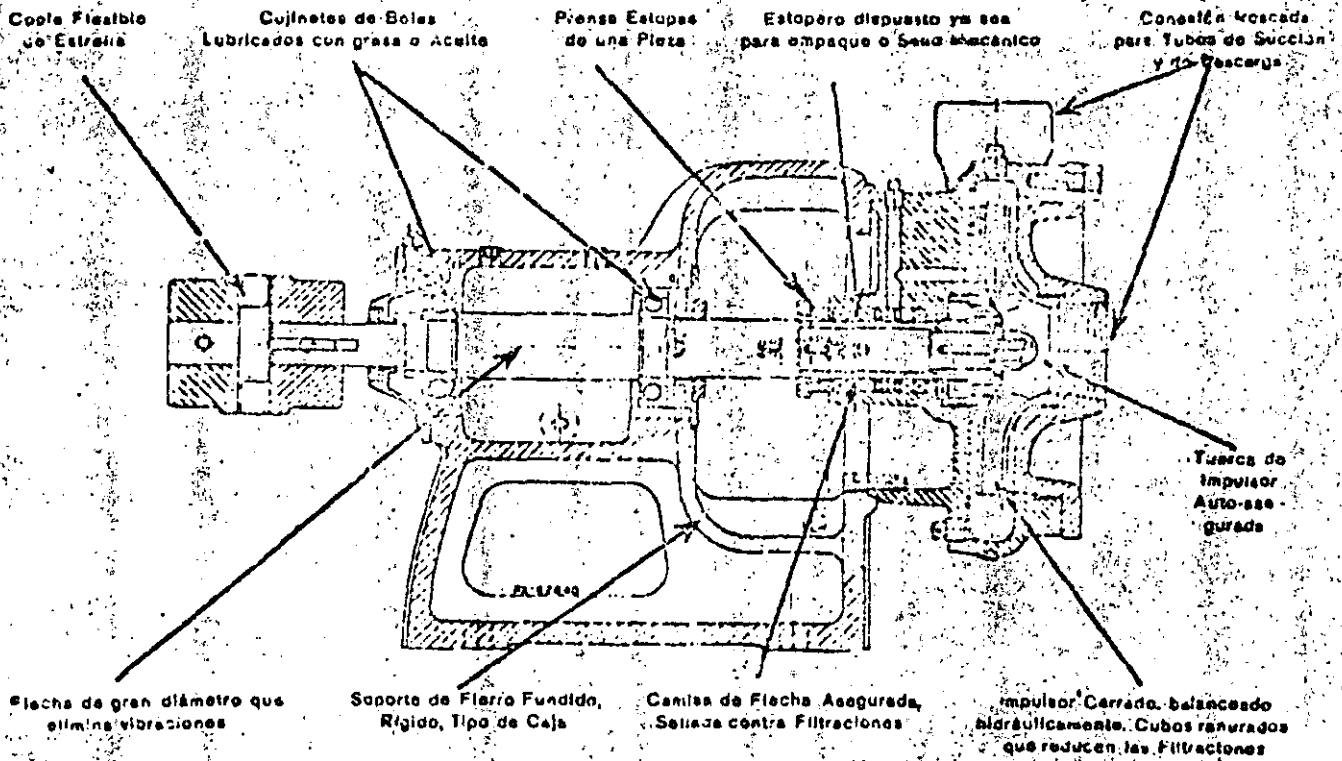 Cople Flexible
de Estrella
Cojinetes de Bolas
Lubricados con grasa o Aceite
Prensa Estopas
de una Pieza
Estopero dispuesto ya sea
para empaque o Sello Mecánico
Conexión Roscada
para Tubos de Succión
y de Descarga
Tuerca de
Impulsor
Auto-ase-
gurada
Flecha de gran diámetro que
elimina vibraciones
Soporte de Fierro Fundido,
Rígido, Tipo de Caja
Camisa de Flecha Asegurada,
Sellada contra Filtraciones
Impulsor Cerrado, balanceado
hidráulicamente. Cubos ranurados
que reducen las Filtraciones